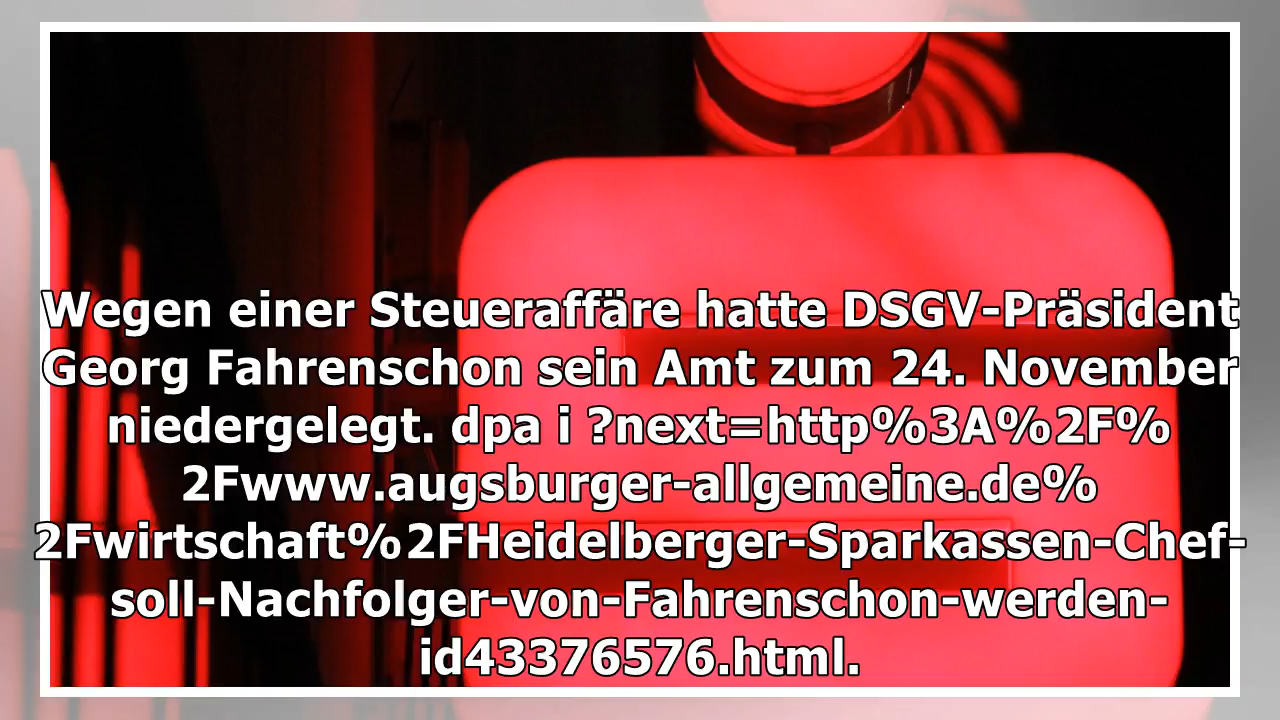 Wegen einer Steueraffäre hatte DSGV-Präsident
Georg Fahrenschon sein Amt zum 24. November
niedergelegt. dpa i ?next=http%3A%2F%
2Fwww.augsburger-allgemeine.de%
2Fwirtschaft%2FHeidelberger-Sparkassen-Chef-
soll-Nachfolger-von-Fahrenschon-werden-
id43376576.html.